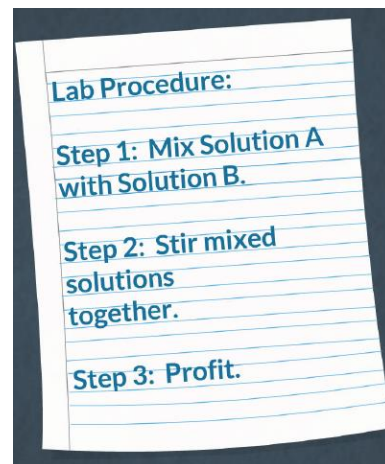 Lab Procedure:
Step 1: Mix Solution A
with Solution B.
Step 2: Stir mixed
solutions
together.
Step 3: Profit.